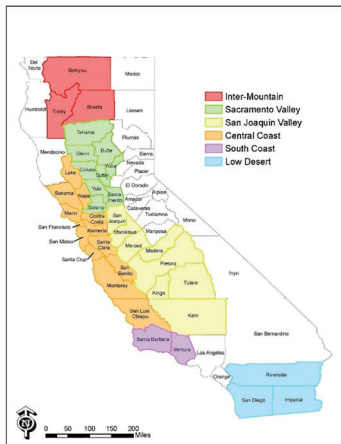 Del
Norte
Siskiyou
Modoc
Humboldt
Trinity
Shasta
Lassen
Tehama
Plumas
Mendocino
Glenn
Butte
Sierra
Nevada
Placer
Colusa
Yuba
Sutter
Lake
El Dorado
Alpine
Sonoma
Napa
Yolo
Sacra
mento
Amador
Calaveras
Solano
Marin
Tuolumne
Mono
Contra
Costa
San
Joaquin
San Francisco
Alameda
Stanislaus
Mariposa
San Mateo
Santa
Clara
Merced
Madera
Santa Cruz
San
Benito
Fresno
Inyo
Monterey
Kings
Tulare
San Luis
Obispo
Kern
San Bernardino
Santa Barbara
Ventura
Los Angeles
Orange
Riverside
San Diego
Imperial
Inter-Mountain
Sacramento Valley
San Joaquin Valley
Central Coast
South Coast
Low Desert
0
50
100
150
200
Miles